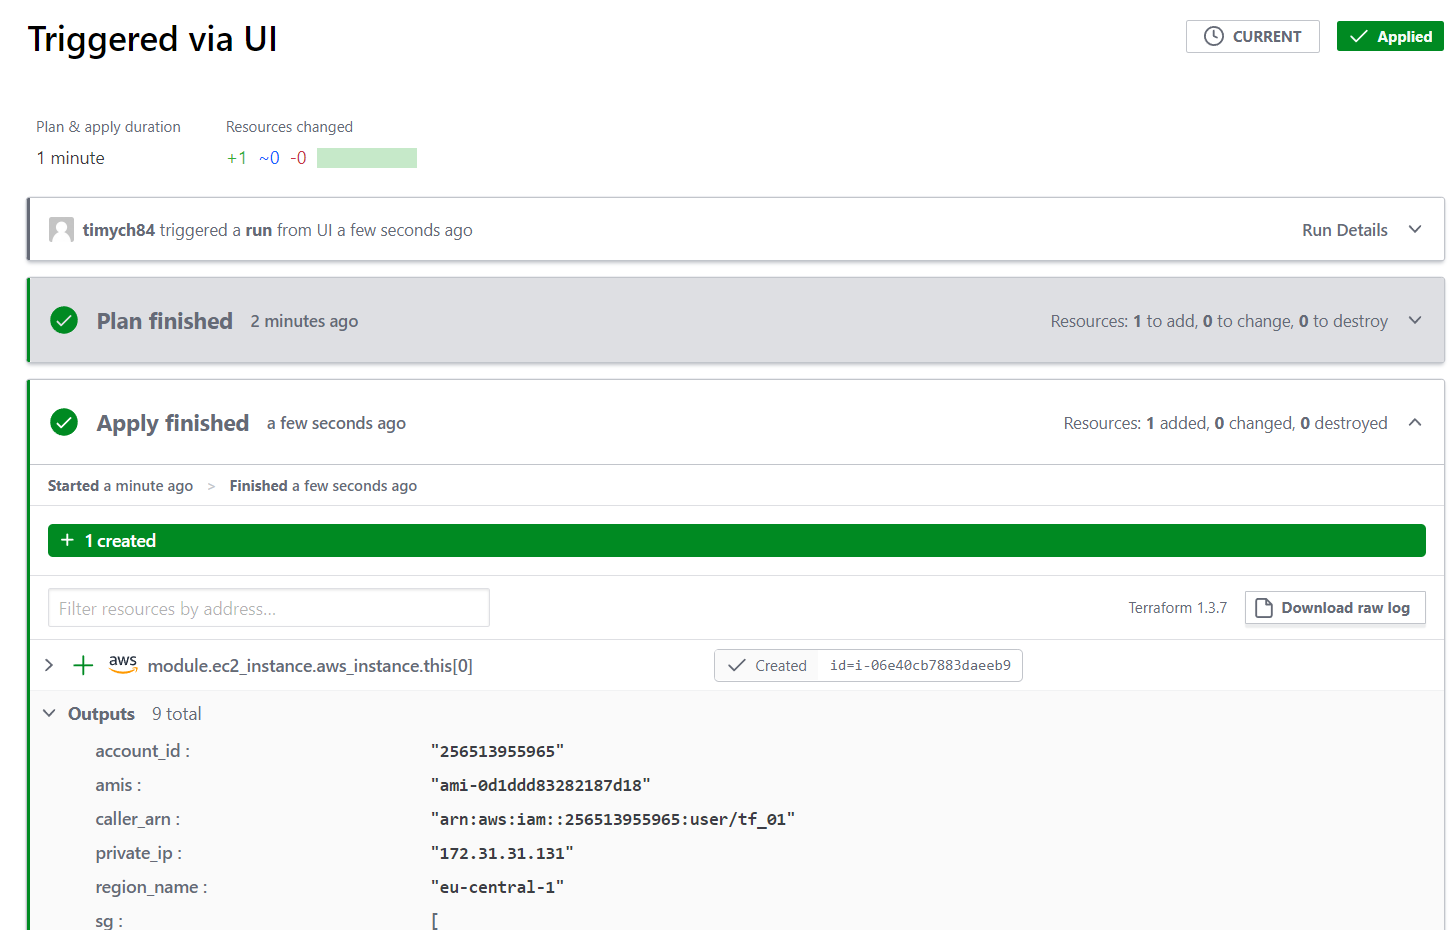 Triggered via UI
CURRENT
Applied
Plan & apply duration
Resources changed
1 minute
+1 ~0 -0
timych84 triggered a run from UI a few seconds ago
Run Details
Plan finished 2 minutes ago
Resources: 1 to add, 0 to change, 0 to destroy
Apply finished a few seconds ago
Resources: 1 added, 0 changed, 0 destroyed
Started a minute ago > Finished a few seconds ago
+ 1 created
Filter resources by address...
Terraform 1.3.7
Download raw log
aws
module.ec2_instance.aws_instance.this[0]
Created id=i-06e40cb7883daeeb9
Outputs 9 total
account_id : "256513955965"
amis : "ami-0d1ddd83282187d18"
caller_arn : "arn:aws:iam::256513955965:user/tf_01"
private_ip : "172.31.31.131"
region_name : "eu-central-1"
sg : [